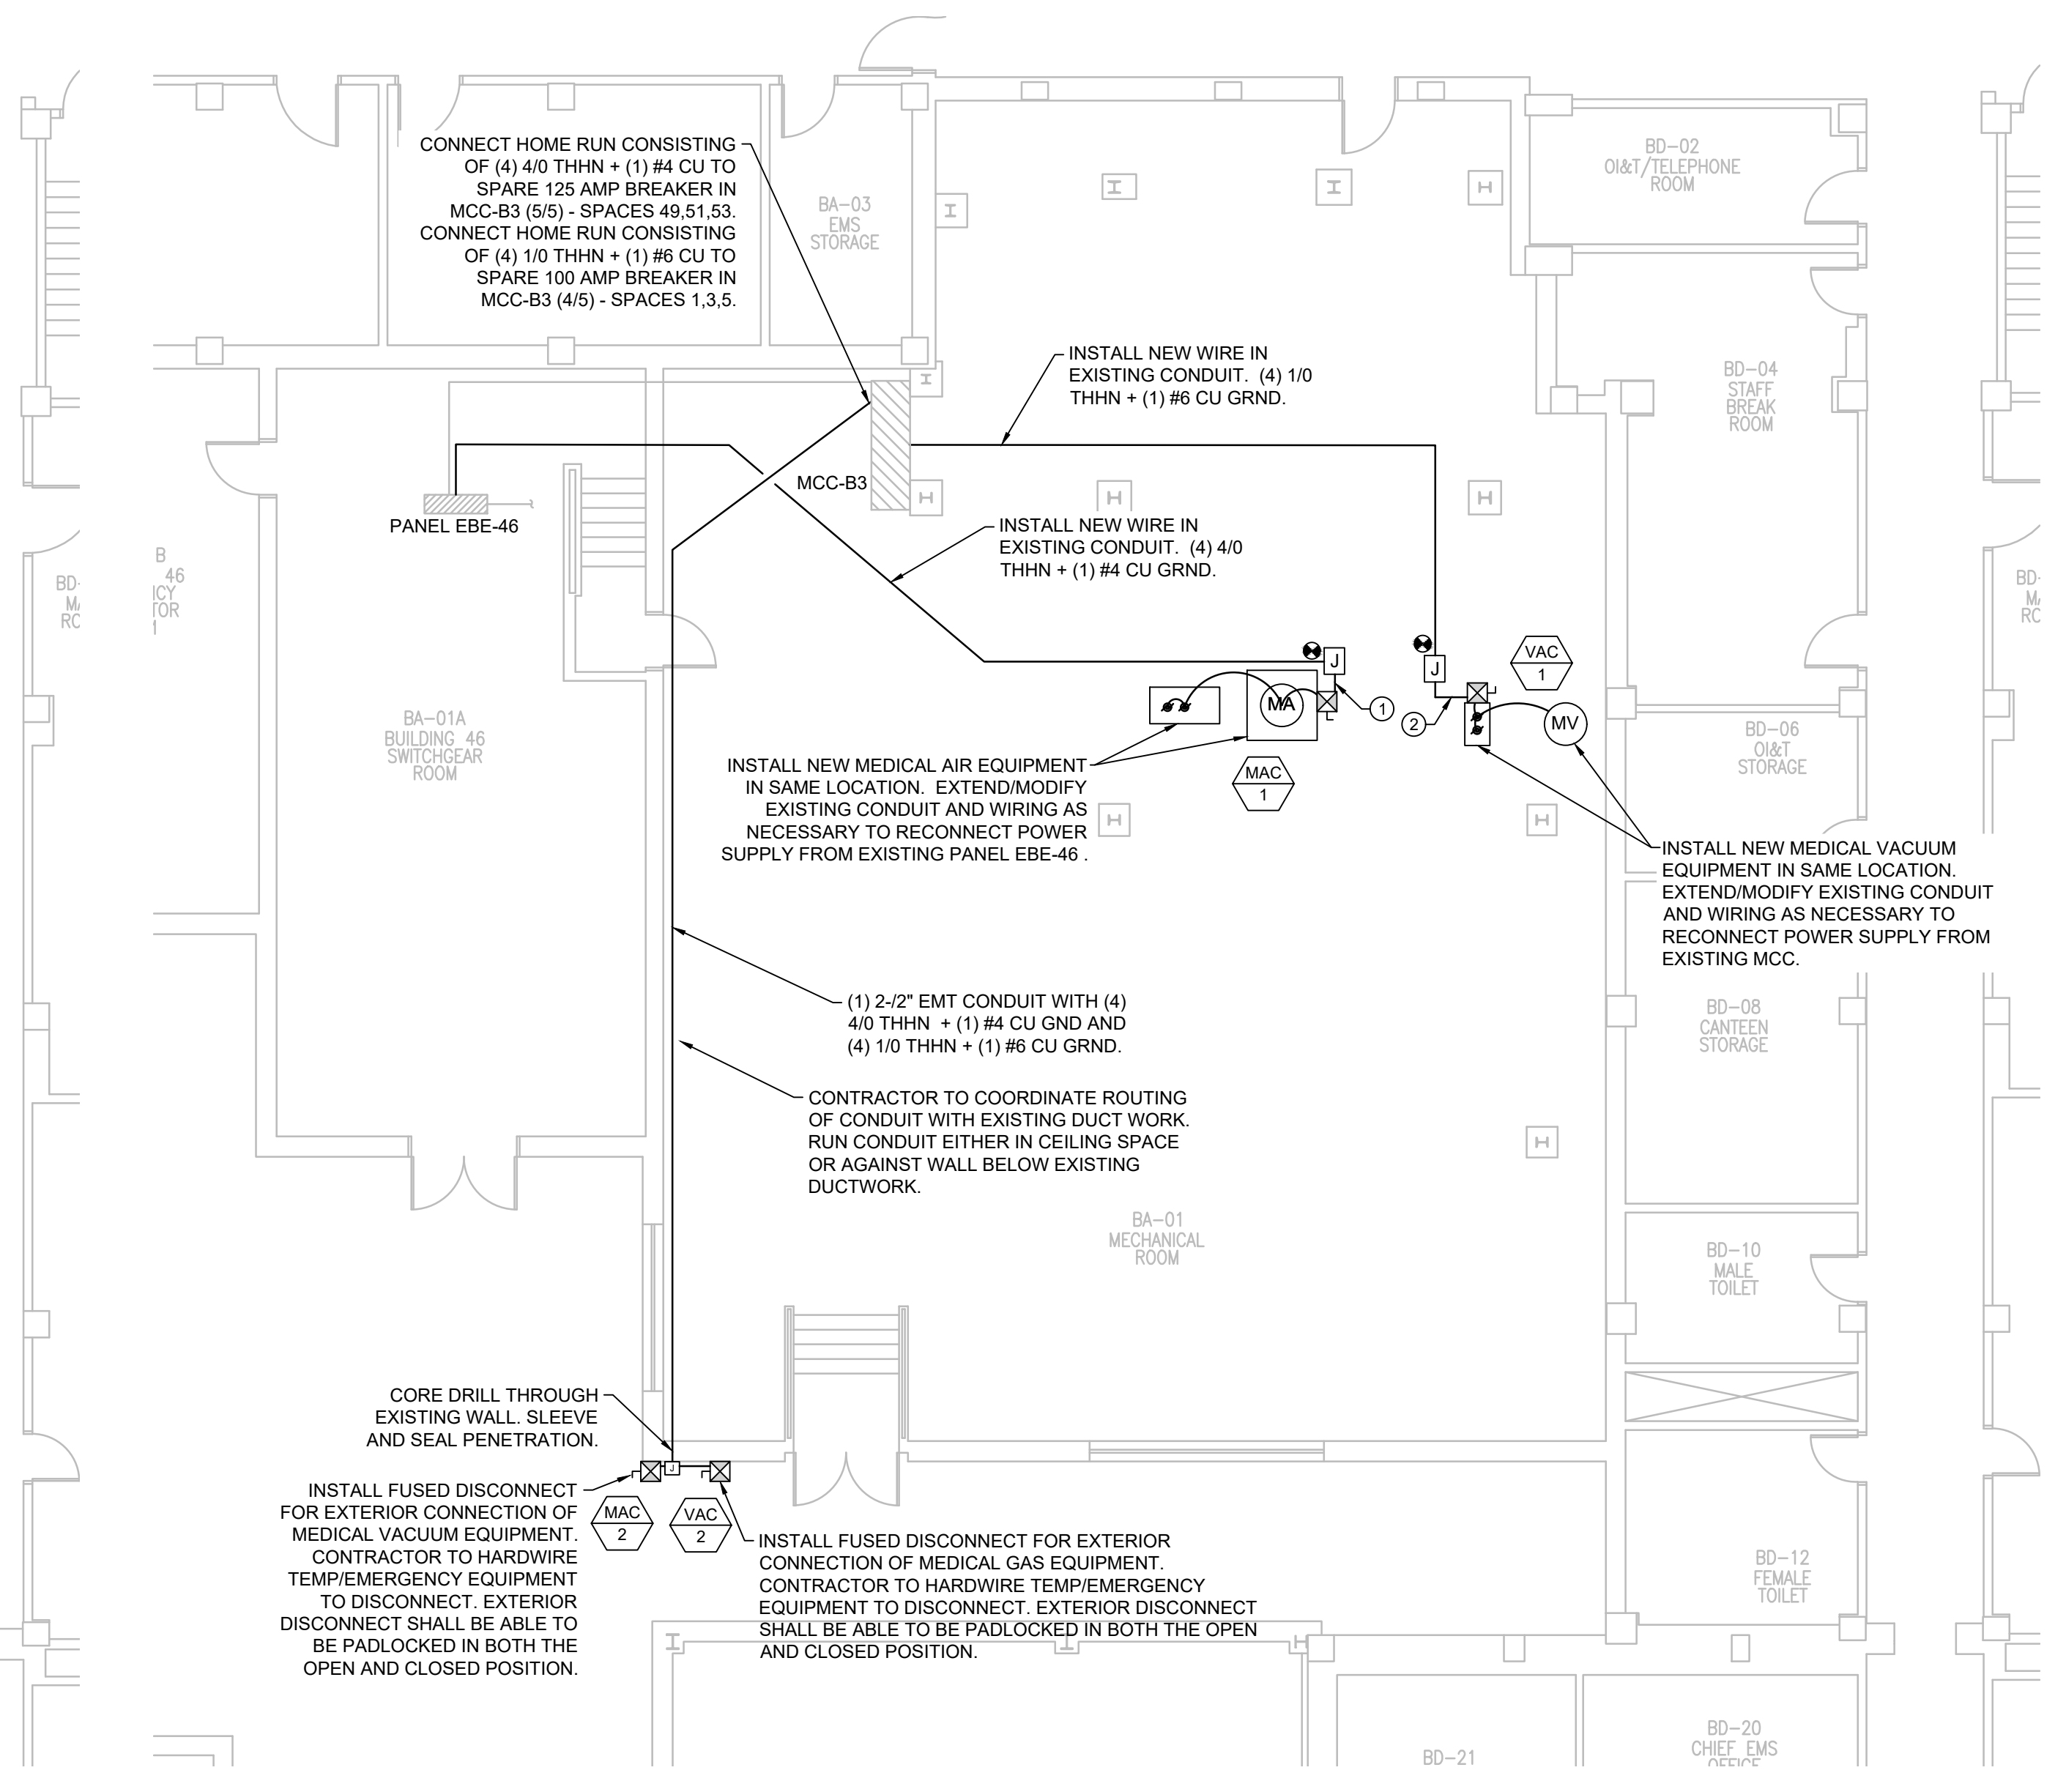 CONNECT HOME RUN CONSISTING
OF (4) 4/0 THHN + (1) #4 CU TO
SPARE 125 AMP BREAKER IN
MCC-B3 (5/5) - SPACES 49,51,53.
CONNECT HOME RUN CONSISTING
OF (4) 1/0 THHN + (1) #6 CU TO
SPARE 100 AMP BREAKER IN
MCC-B3 (4/5) - SPACES 1,3,5.
BA-03
EMS
STORAGE
BD-02
OI&T/TELEPHONE
ROOM
INSTALL NEW WIRE IN
EXISTING CONDUIT. (4) 1/0
THHN + (1) #6 CU GRND.
BD-04
STAFF
BREAK
ROOM
MCC-B3
PANEL EBE-46
INSTALL NEW WIRE IN
EXISTING CONDUIT. (4) 4/0
THHN + (1) #4 CU GRND.
B
46
ICY
TOR
1
BD-
MA
RO
BD-
MA
RO
J
J
VAC
1
MA
1
2
MV
BA-01A
BUILDING 46
SWITCHGEAR
ROOM
BD-06
OI&T
STORAGE
INSTALL NEW MEDICAL AIR EQUIPMENT
IN SAME LOCATION. EXTEND/MODIFY
EXISTING CONDUIT AND WIRING AS
NECESSARY TO RECONNECT POWER
SUPPLY FROM EXISTING PANEL EBE-46 .
MAC
1
INSTALL NEW MEDICAL VACUUM
EQUIPMENT IN SAME LOCATION.
EXTEND/MODIFY EXISTING CONDUIT
AND WIRING AS NECESSARY TO
RECONNECT POWER SUPPLY FROM
EXISTING MCC.
(1) 2-/2" EMT CONDUIT WITH (4)
4/0 THHN + (1) #4 CU GND AND
(4) 1/0 THHN + (1) #6 CU GRND.
BD-08
CANTEEN
STORAGE
CONTRACTOR TO COORDINATE ROUTING
OF CONDUIT WITH EXISTING DUCT WORK.
RUN CONDUIT EITHER IN CEILING SPACE
OR AGAINST WALL BELOW EXISTING
DUCTWORK.
BA-01
MECHANICAL
ROOM
BD-10
MALE
TOILET
CORE DRILL THROUGH
EXISTING WALL. SLEEVE
AND SEAL PENETRATION.
J
INSTALL FUSED DISCONNECT
FOR EXTERIOR CONNECTION OF
MEDICAL VACUUM EQUIPMENT.
CONTRACTOR TO HARDWIRE
TEMP/EMERGENCY EQUIPMENT
TO DISCONNECT. EXTERIOR
DISCONNECT SHALL BE ABLE TO
BE PADLOCKED IN BOTH THE
OPEN AND CLOSED POSITION.
MAC
2
VAC
2
INSTALL FUSED DISCONNECT FOR EXTERIOR
CONNECTION OF MEDICAL GAS EQUIPMENT.
CONTRACTOR TO HARDWIRE TEMP/EMERGENCY
EQUIPMENT TO DISCONNECT. EXTERIOR DISCONNECT
SHALL BE ABLE TO BE PADLOCKED IN BOTH THE OPEN
AND CLOSED POSITION.
BD-12
FEMALE
TOILET
BD-21
BD-20
CHIEF EMS
OFFICE